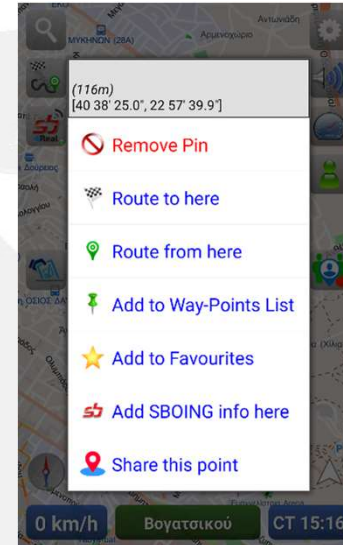 Αντωνιάδη
ΜΥΚΗΝΩΝ (28Α)
Αρμενοχώριο
(116m)
[40 38' 25.0", 22 57' 39.9"]
Remove Pin
Route to here
Route from here
Add to Way-Points List
Add to Favourites
Add SBOING info here
Share this point
0 km/h
Βογατσικού
CT 15:16